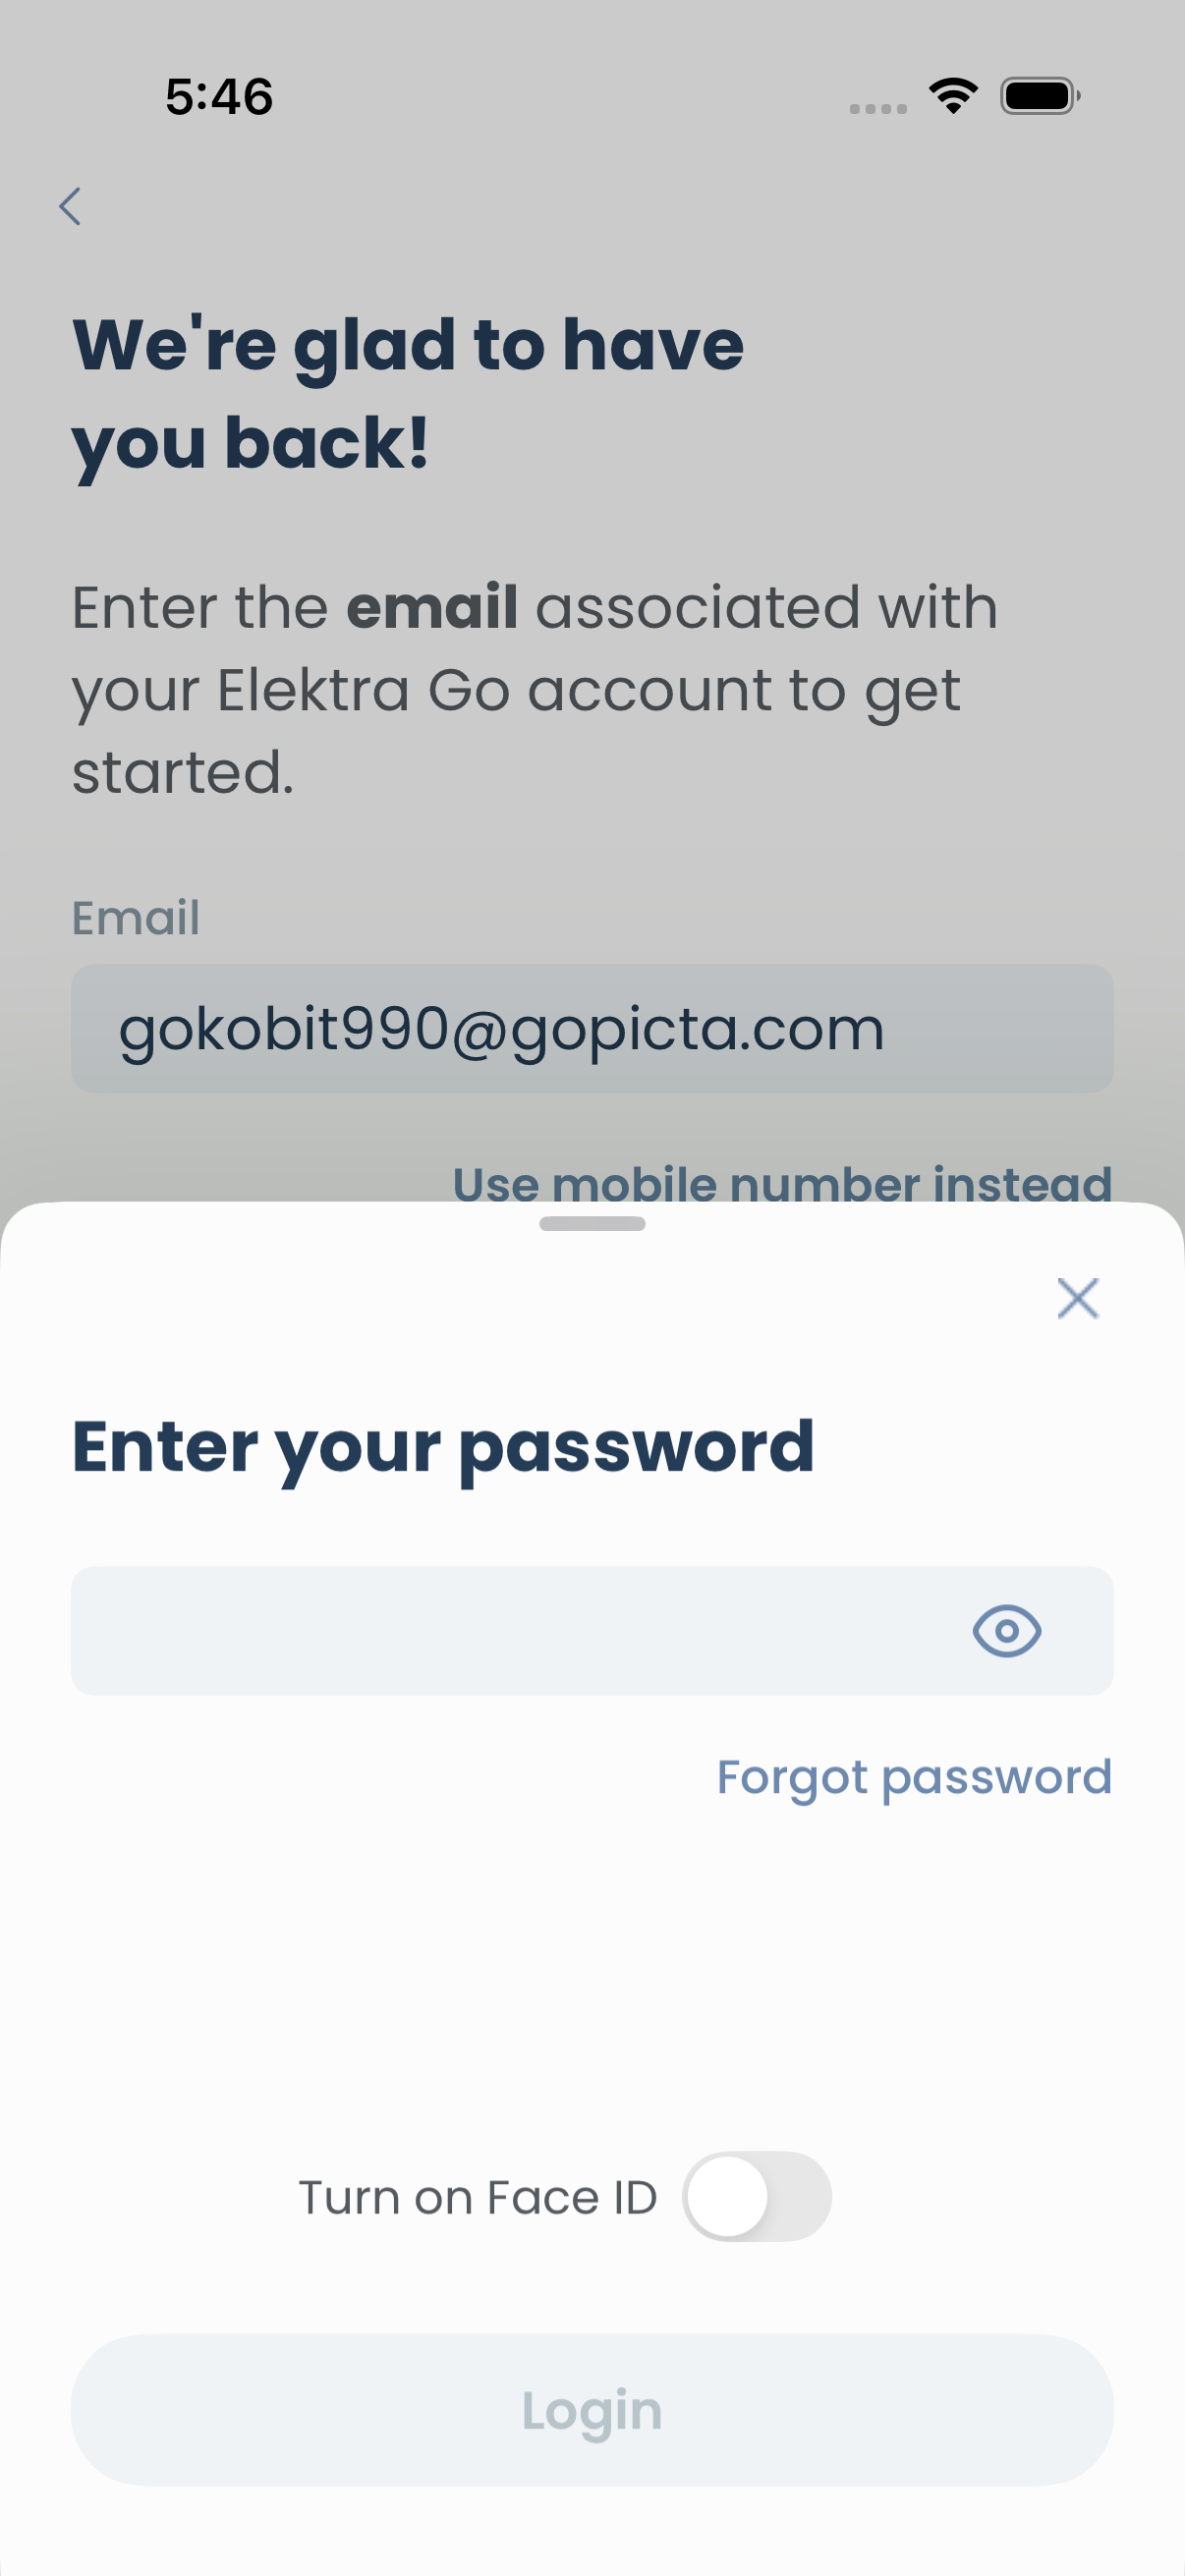 5:46
We're glad to have
you back!
Enter the email associated with
your Elektra Go account to get
started.
Email
gokobit990@gopicta.com
Use mobile number instead
Enter your password
Forgot password
Turn on Face ID
Login